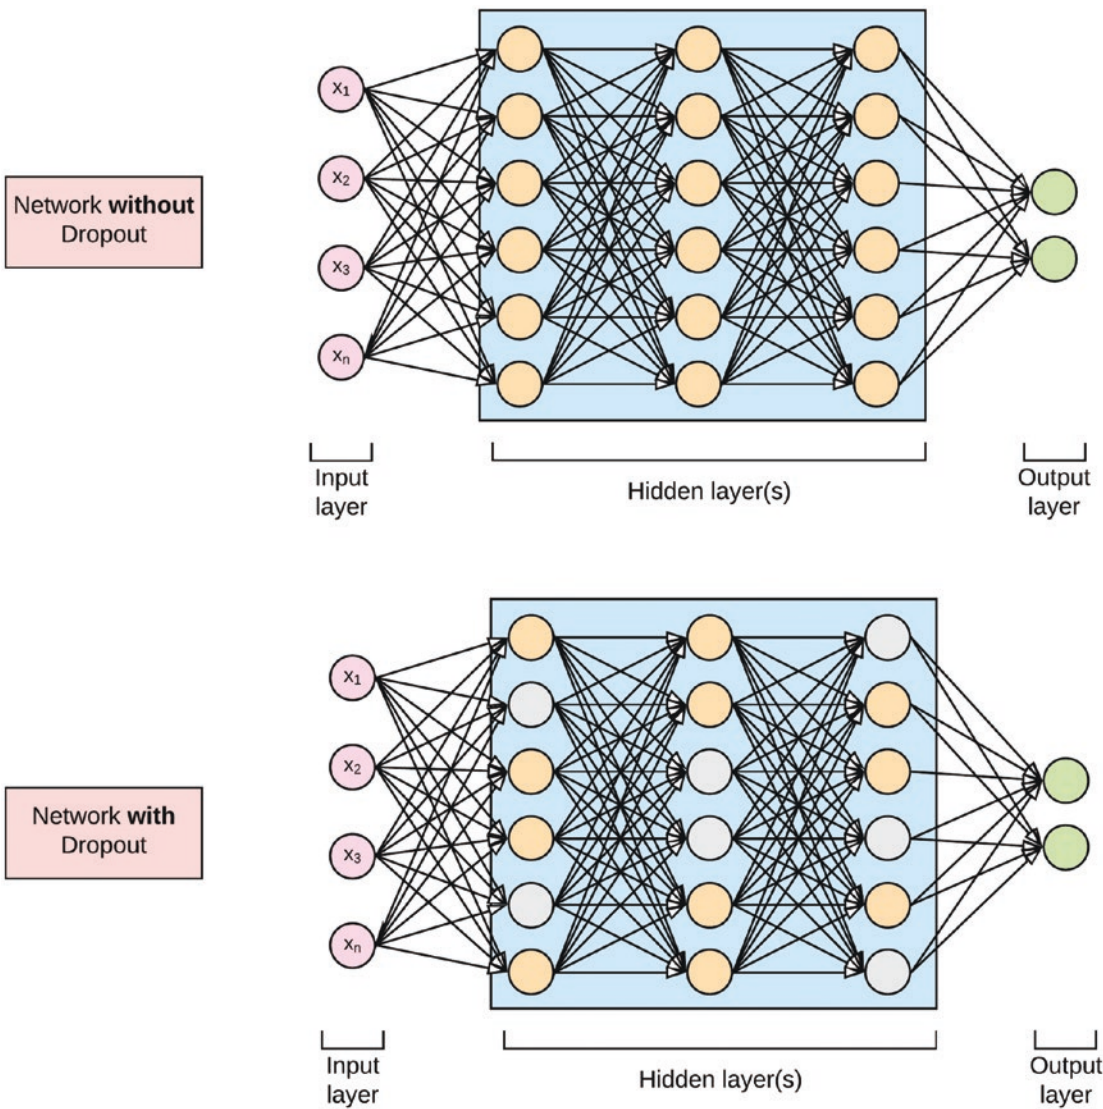 x1
x2
Network without
Dropout
x3
xn
Input
layer
Hidden layer(s)
Output
layer
x1
x2
Network with
Dropout
x3
xn
Input
layer
Hidden layer(s)
Output
layer